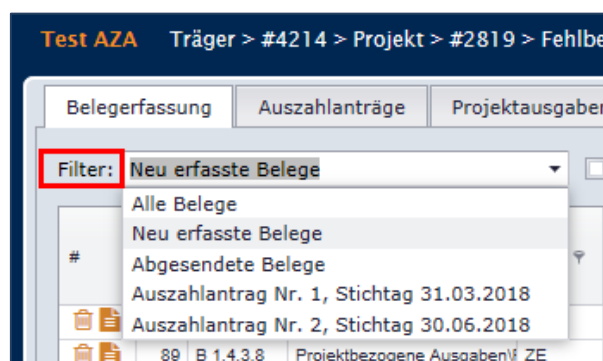 Test AZA Träger > #4214 > Projekt > #2819 > Fehlbe
Belegerfassung Auszahlanträge Projektausgaben
Filter: Neu erfasste Belege
Alle Belege
Neu erfasste Belege
# Abgesendete Belege
Auszahlantrag Nr. 1, Stichtag 31.03.2018
Auszahlantrag Nr. 2, Stichtag 30.06.2018
89 B 1.4.3.8 Projektbezogene Ausgaben\ ZE